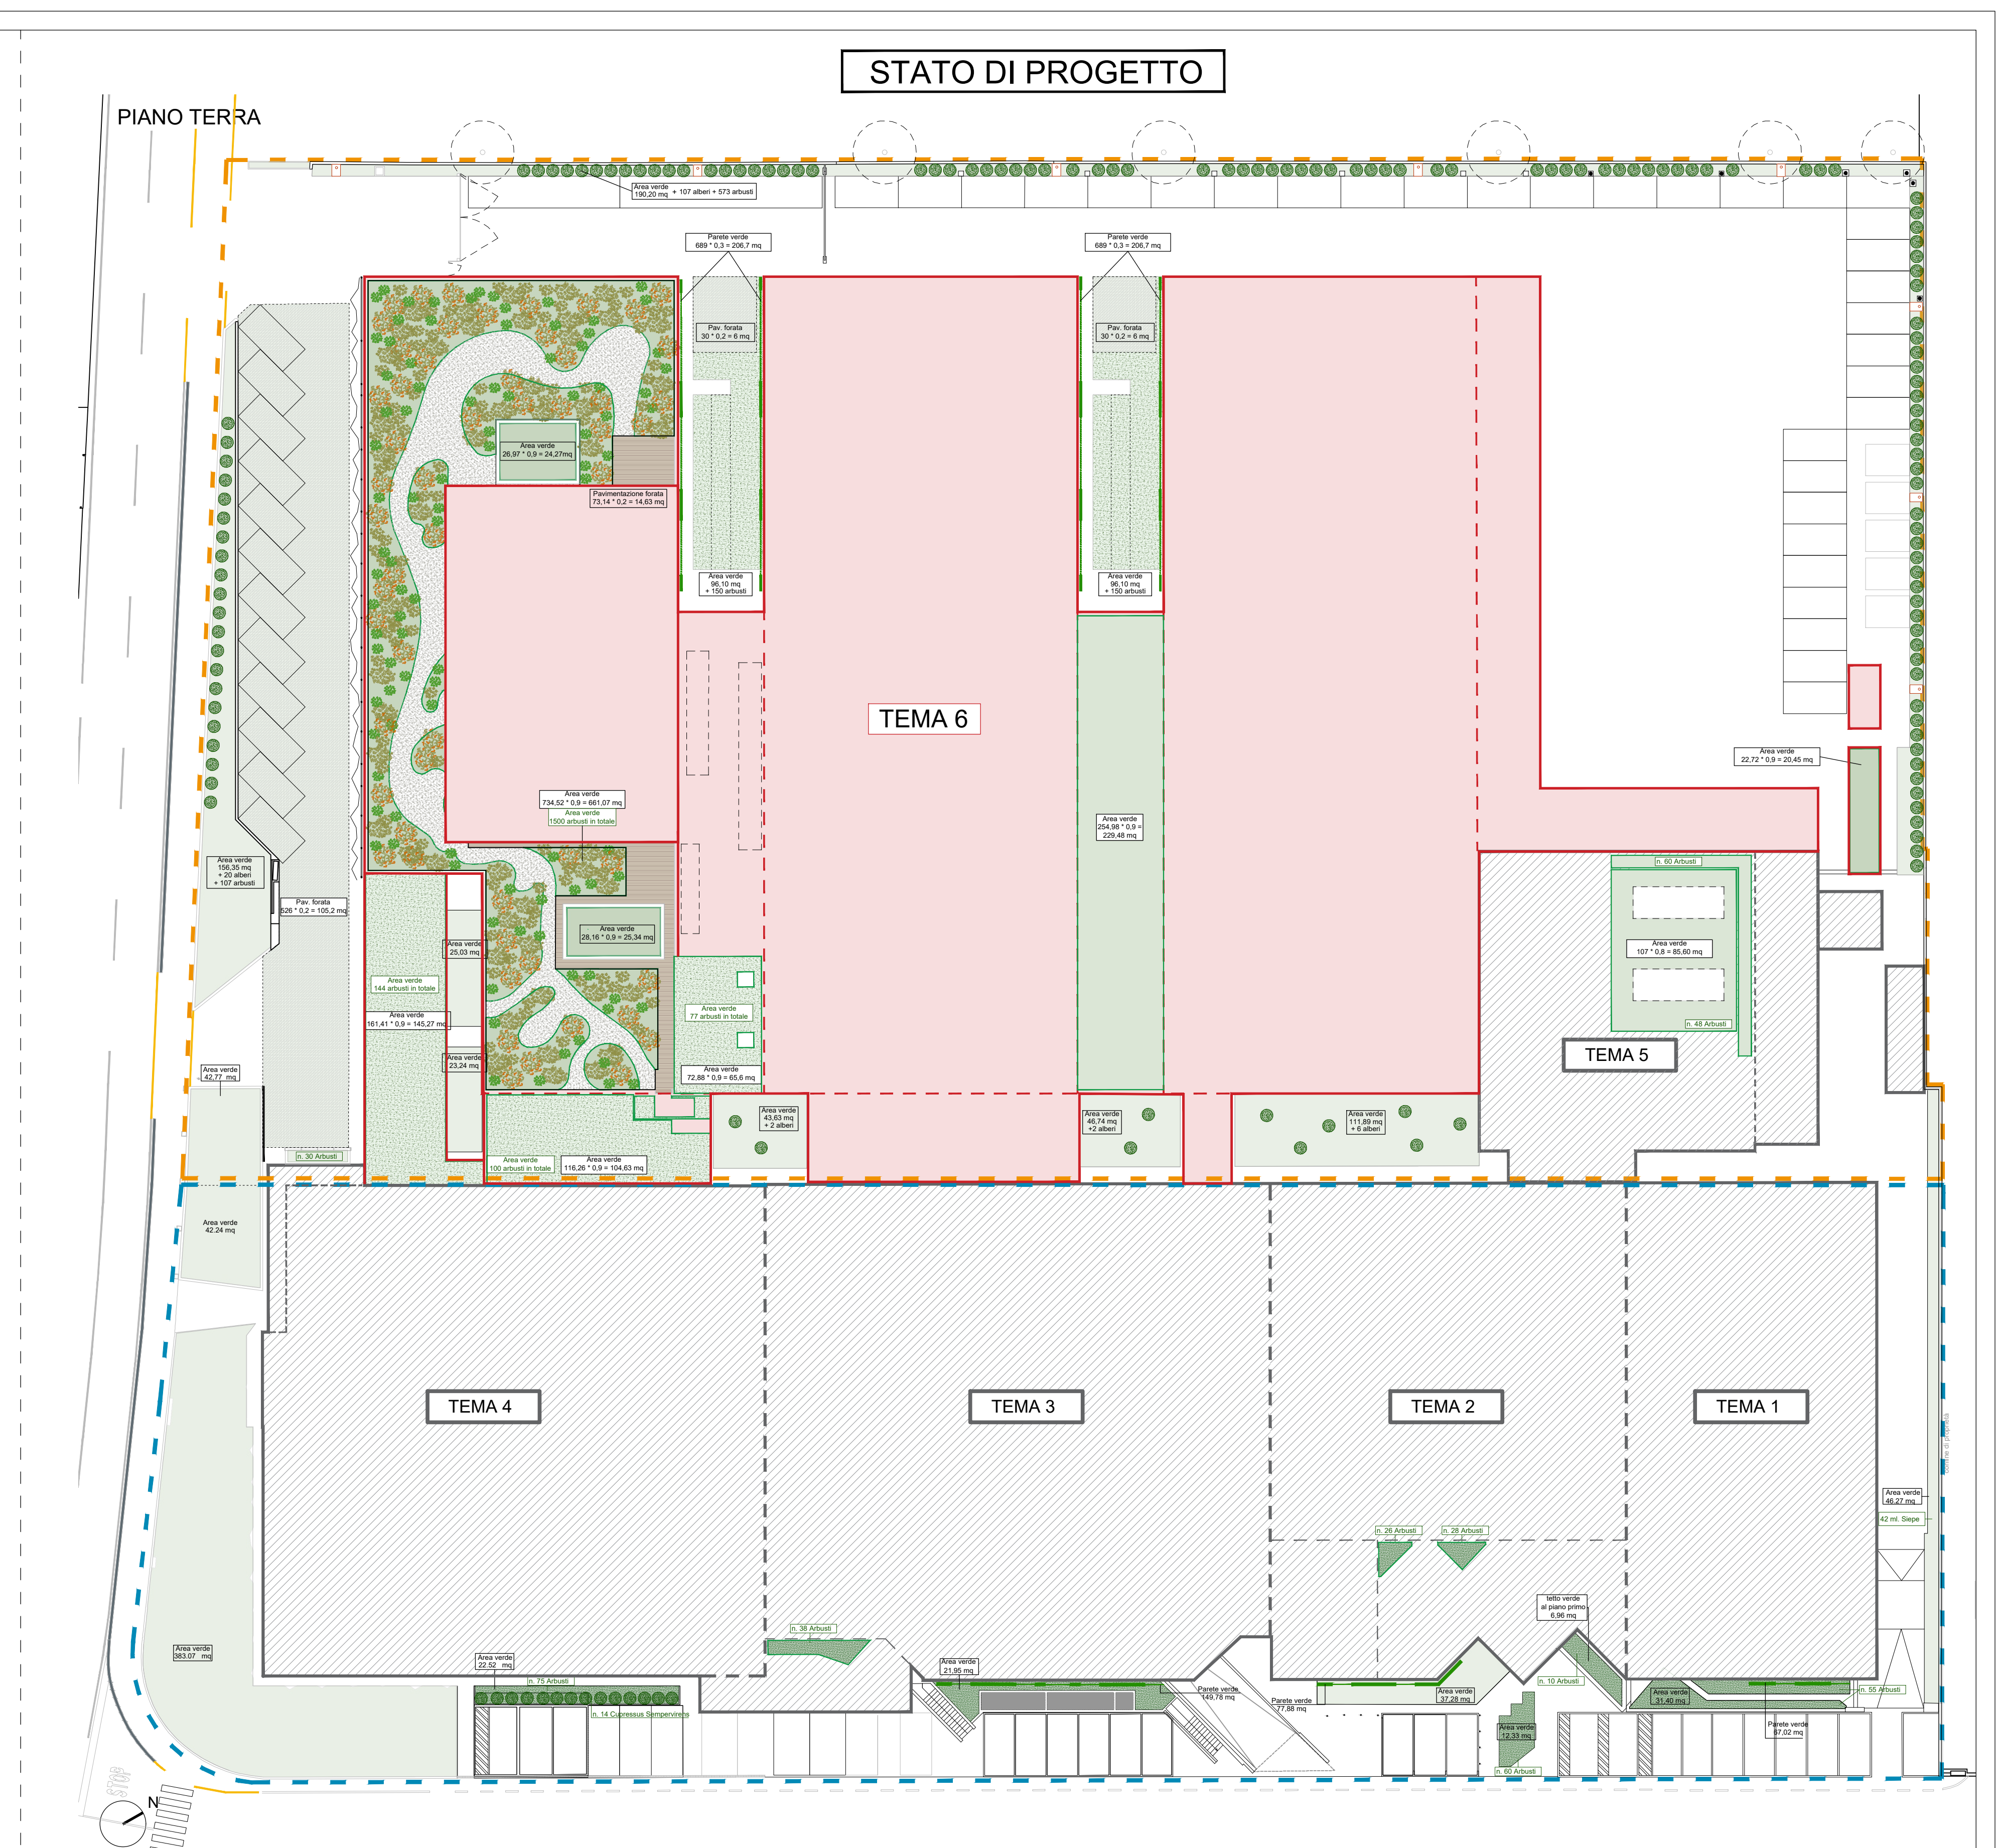 STATO DI PROGETTO
PIANO TERRA
Area verde
190,20 mq + 107 alberi + 573 arbusti
Parete verde
689 * 0,3 = 206,7 mq
Parete verde
689 * 0,3 = 206,7 mq
Pav. forata
30 * 0,2 = 6 mq
Pav. forata
30 * 0,2 = 6 mq
Area verde
26,97 * 0,9 = 24,27mq
Pavimentazione forata
73,14 * 0,2 = 14,63 mq
Area verde
96,10 mq
+ 150 arbusti
Area verde
96,10 mq
+ 150 arbusti
TEMA 6
Area verde
22,72 * 0,9 = 20,45 mq
Area verde
734,52 * 0,9 = 661,07 mq
Area verde
1500 arbusti in totale
Area verde
254,98 * 0,9 =
229,48 mq
Area verde
156,35 mq
+ 20 alberi
+ 107 arbusti
n. 60 Arbusti
Pav. forata
526 * 0,2 = 105,2 mq
Area verde
28,16 * 0,9 = 25,34 mq
Area verde
25,03 mq
Area verde
107 * 0,8 = 85,60 mq
Area verde
144 arbusti in totale
Area verde
161,41 * 0,9 = 145,27 mq
Area verde
77 arbusti in totale
n. 48 Arbusti
TEMA 5
Area verde
23,24 mq
Area verde
42,77 mq
Area verde
72,88 * 0,9 = 65,6 mq
Area verde
43,63 mq
+ 2 alberi
Area verde
46,74 mq
+2 alberi
Area verde
111,89 mq
+ 6 alberi
n. 30 Arbusti
Area verde
100 arbusti in totale
Area verde
116,26 * 0,9 = 104,63 mq
Area verde
42.24 mq
TEMA 4
TEMA 3
TEMA 2
TEMA 1
confine di proprietà
Area verde
46.27 mq
42 ml. Siepe
n. 26 Arbusti
n. 28 Arbusti
tetto verde
al piano primo
6,96 mq
n. 38 Arbusti
Area verde
383.07 mq
Area verde
22.52 mq
n. 75 Arbusti
n. 14 Cupressus Sempervirens
Area verde
21,95 mq
Parete verde
149,78 mq
Parete verde
77,88 mq
Area verde
37,28 mq
n. 10 Arbusti
Area verde
31,40 mq
n. 55 Arbusti
Area verde
12,33 mq
Parete verde
67,02 mq
n. 60 Arbusti
N